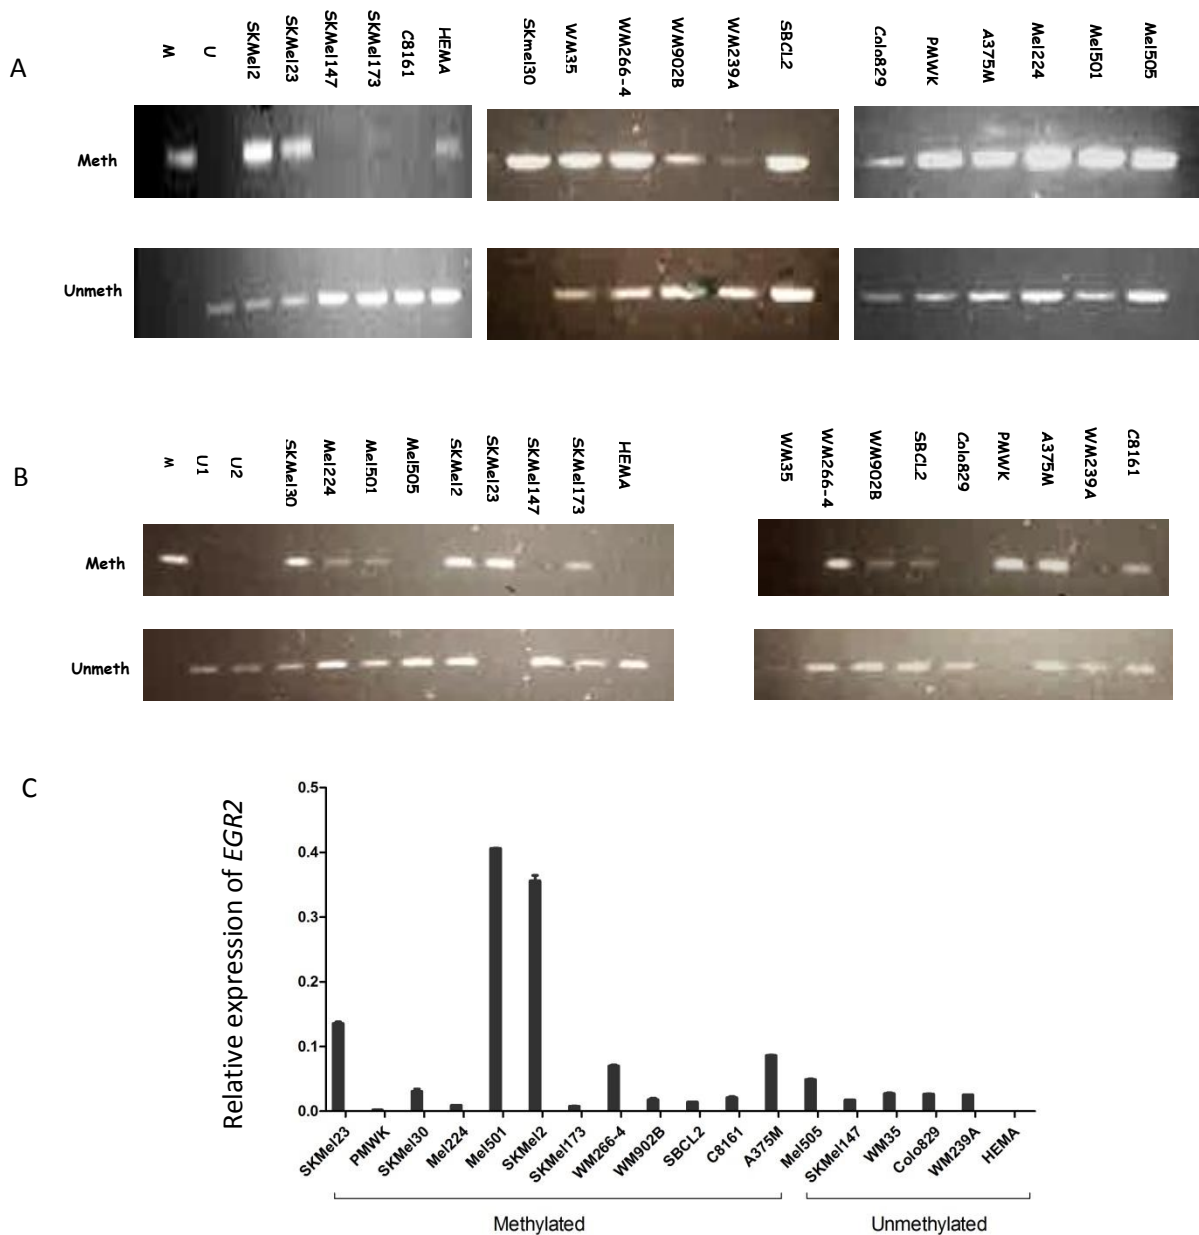 A
M U SKMel2 SKMel23 SKMel147 SKMel173 C8161 HEMA SKmel30 WM35 WM266-4 WM902B WM239A SBCL2 Colo829 PMWK A375M Mel224 Mel501 Mel505
Meth
Unmeth
B
M U1 U2 SKMel30 Mel224 Mel501 Mel505 SKMel2 SKMel23 SKMel147 SKMel173 HEMA WM35 WM266-4 WM902B SBCL2 Colo829 PMWK A375M WM239A C8161
Meth
Unmeth
C
Relative expression of EGR2
0.5
0.4
0.3
0.2
0.1
0.0
SKMel23 PMWK SKMel30 Mel224 Mel501 SKMel2 SKMel173 WM266-4 WM902B SBCL2 C8161 A375M Mel505 SKMel147 WM35 Colo829 WM239A HEMA
Methylated Unmethylated